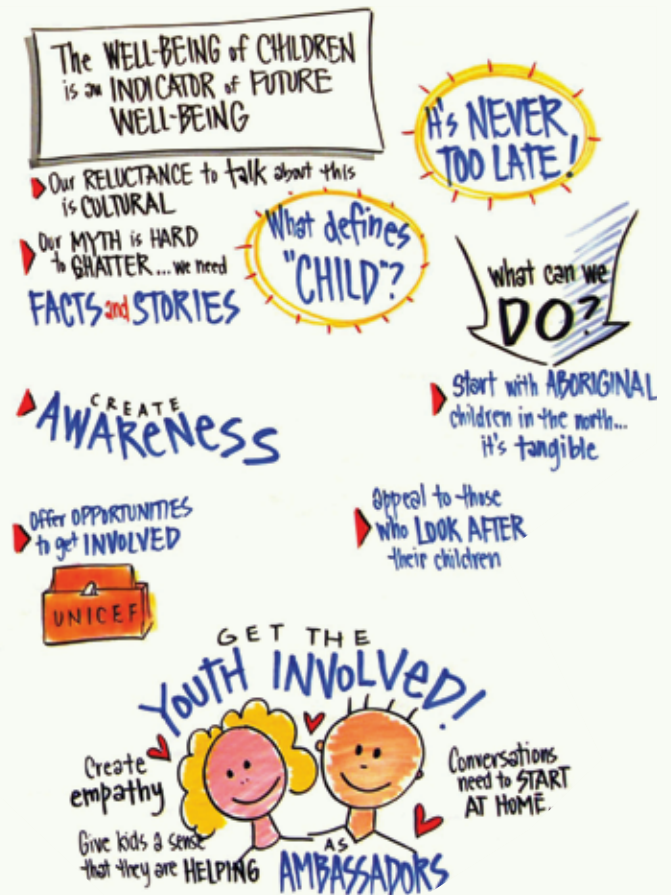 The WELL-BEING of CHILDREN
is an INDICATOR of FUTURE
WELL-BEING
It's NEVER
TOO LATE!
Our RELUCTANCE to talk about this
is CULTURAL
Our MYTH is HARD
to SHATTER... we need
FACTS and STORIES
What defines
"CHILD"?
What can we
DO?
Start with ABORIGINAL
children in the north...
it's tangible
CREATE
AWARENESS
Offer OPPORTUNITIES
to get INVOLVED
UNICEF
appeal to those
who LOOK AFTER
their children
GET THE
YOUTH INVOLVED!
Create
empathy
Conversations
need to START
AT HOME.
Give kids a sense
that they are HELPING
AS
AMBASSADORS